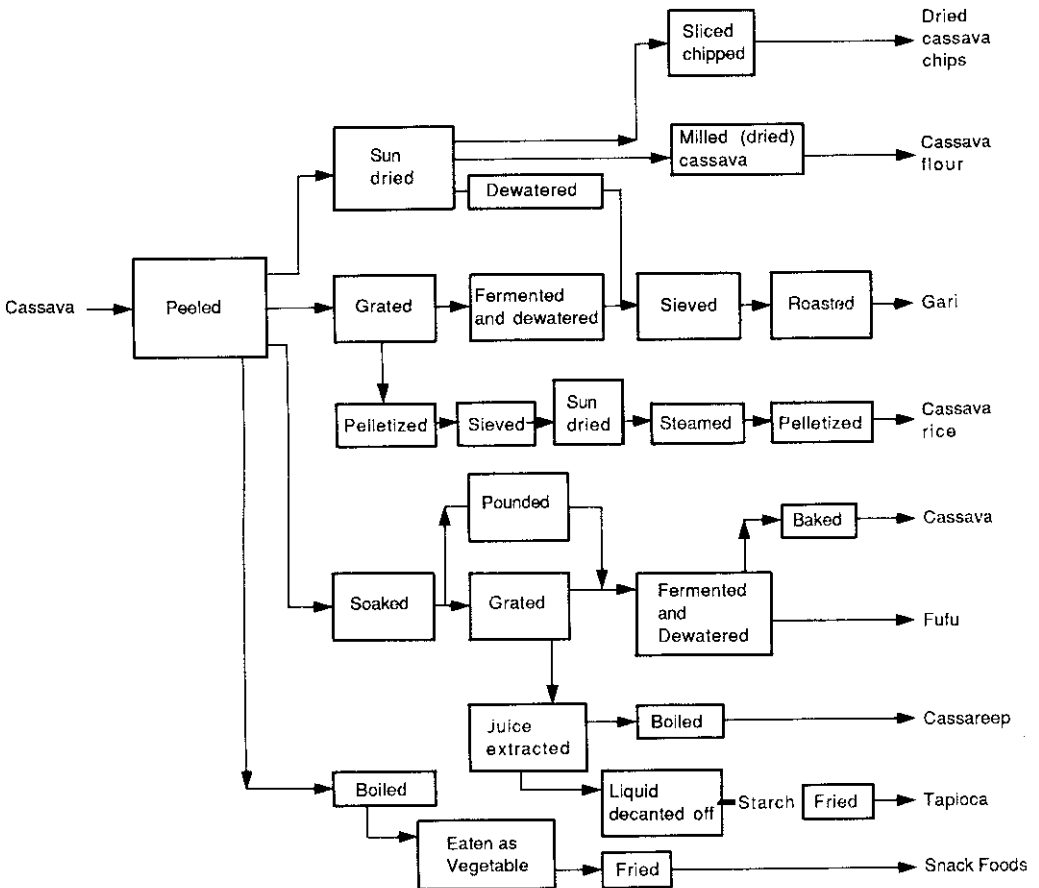 Sliced
chipped
Dried
cassava
chips
Sun
dried
Milled (dried)
cassava
Cassava
flour
Dewatered
Cassava
Peeled
Grated
Fermented
and dewatered
Sieved
Roasted
Gari
Pelletized
Sieved
Sun
dried
Steamed
Pelletized
Cassava
rice
Pounded
Baked
Cassava
Soaked
Grated
Fermented
and
Dewatered
Fufu
Juice
extracted
Boiled
Cassareep
Boiled
Liquid
decanted off
Starch
Fried
Tapioca
Eaten as
Vegetable
Fried
Snack Foods